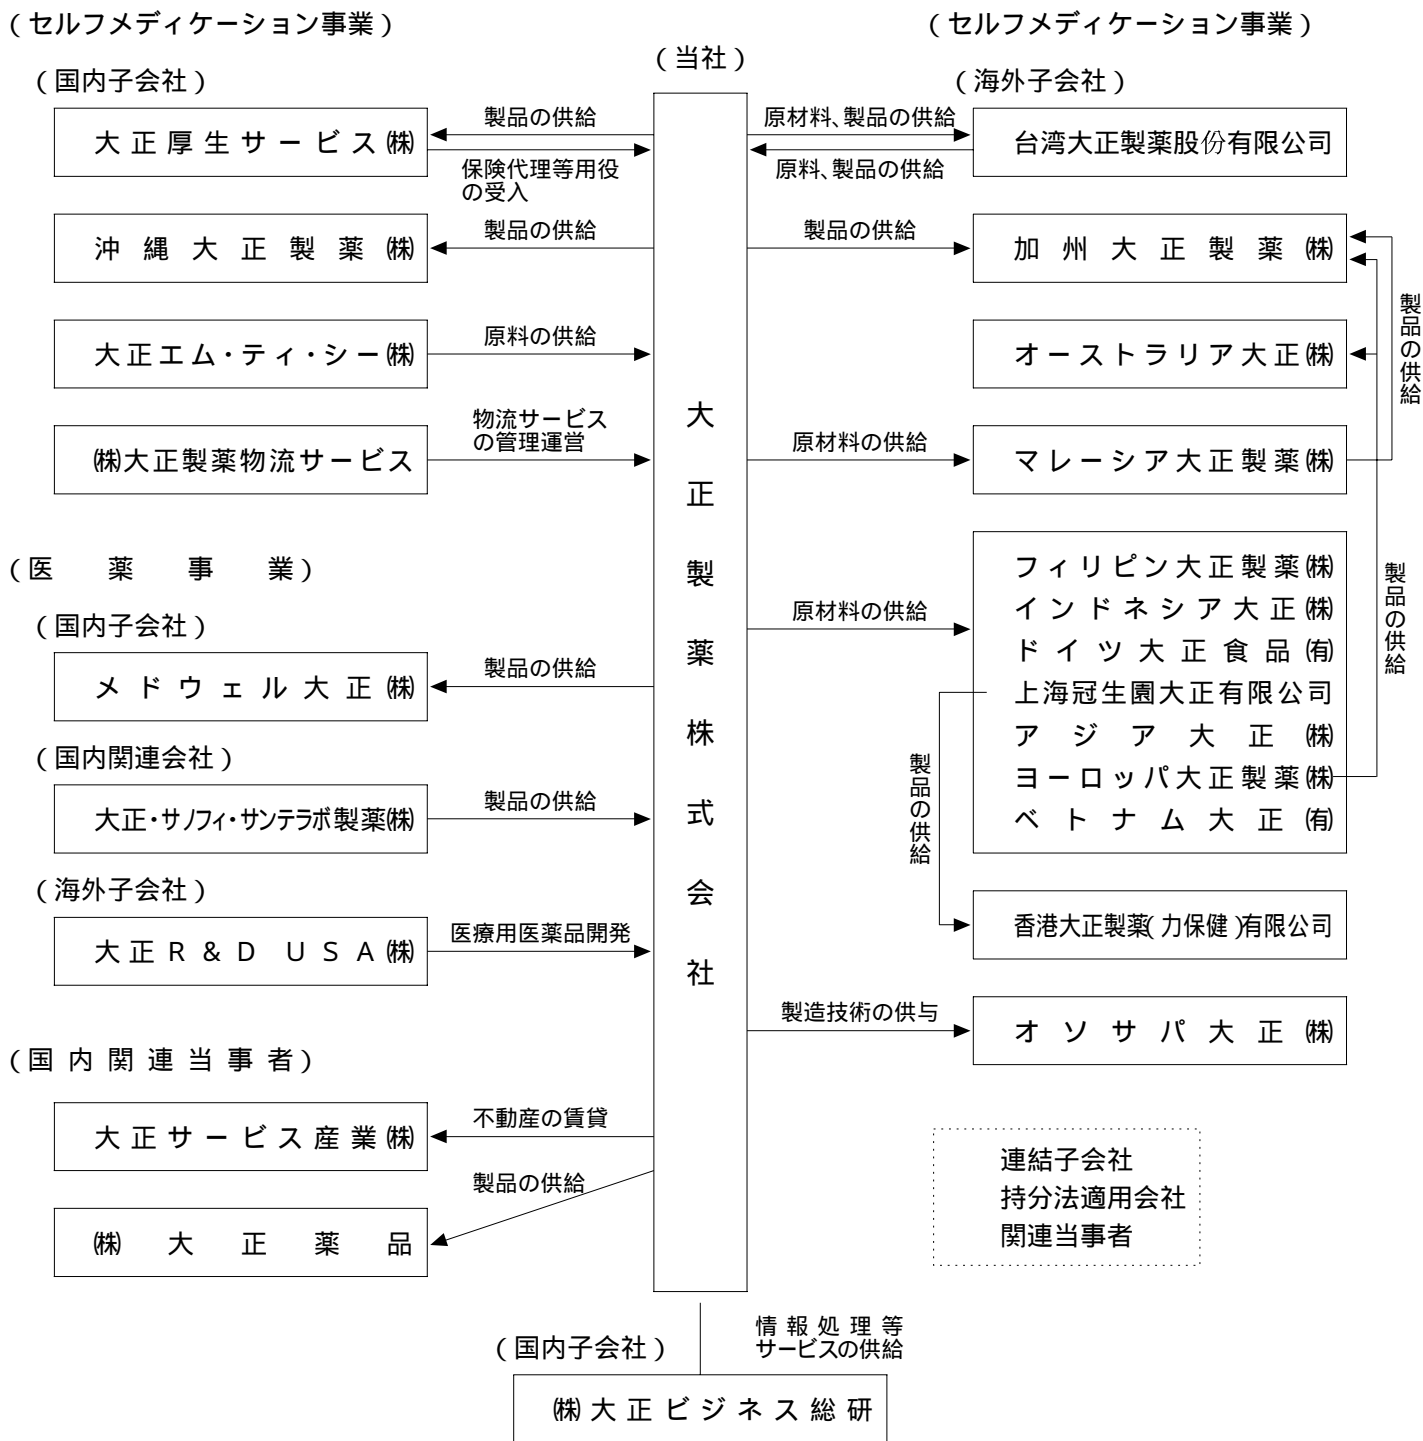 (セルフメディケーション事業)
(国内子会社)
大正厚生サービス㈱
製品の供給
保険代理等用役
の受入
沖縄大正製薬㈱
製品の供給
大正エム・ティ・シー㈱
原料の供給
㈱大正製薬物流サービス
物流サービス
の管理運営
(医薬事業)
(国内子会社)
メドウェル大正㈱
製品の供給
(国内関連会社)
大正・サノフィ・サンテラボ製薬㈱
製品の供給
(海外子会社)
大正R&D USA㈱
医療用医薬品開発
(国内関連当事者)
大正サービス産業㈱
不動産の賃貸
製品の供給
㈱大正薬品
(当社)
大正製薬株式会社
(セルフメディケーション事業)
(海外子会社)
原材料、製品の供給
原料、製品の供給
台湾大正製薬股份有限公司
製品の供給
加州大正製薬㈱
オーストラリア大正㈱
製品の供給
原材料の供給
マレーシア大正製薬㈱
原材料の供給
フィリピン大正製薬㈱
インドネシア大正㈱
ドイツ大正食品㈲
上海冠生園大正有限公司
アジア大正㈱
ヨーロッパ大正製薬㈱
ベトナム大正㈲
製品の供給
製品の供給
香港大正製薬(力保健)有限公司
製造技術の供与
オソサパ大正㈱
連結子会社
持分法適用会社
関連当事者
(国内子会社)
情報処理等
サービスの供給
㈱大正ビジネス総研